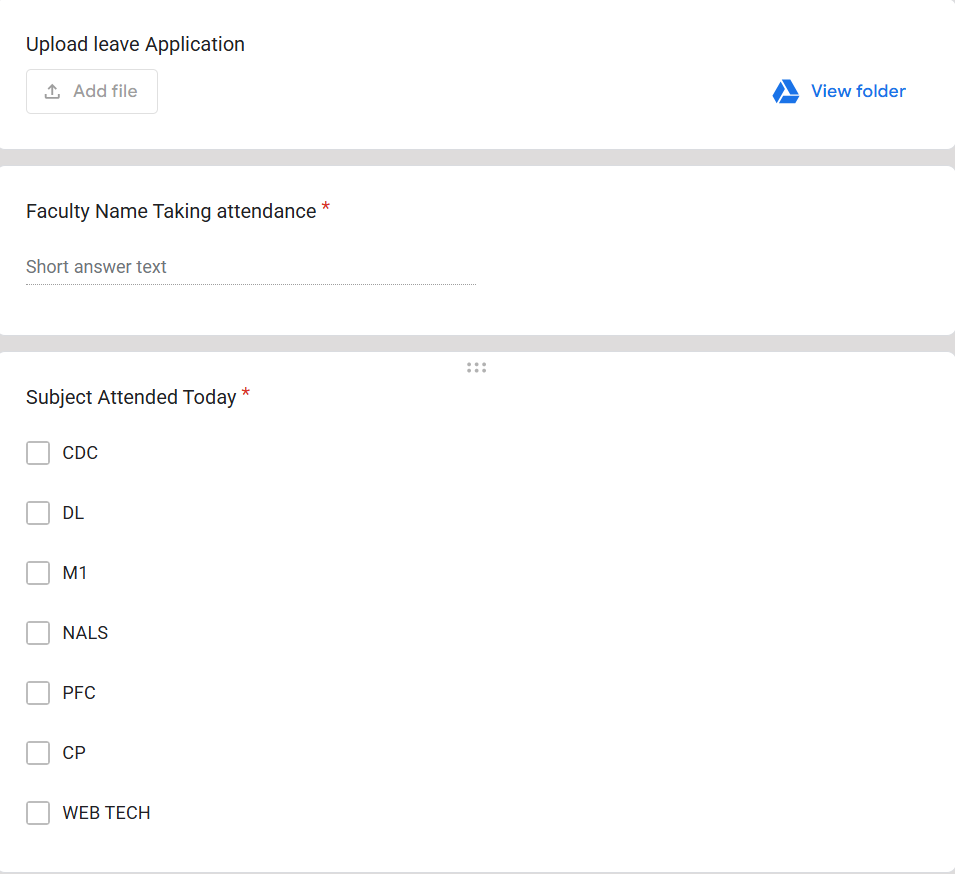 Upload leave Application
Add file
View folder
Faculty Name Taking attendance *
Short answer text
Subject Attended Today *
CDC
DL
M1
NALS
PFC
CP
WEB TECH